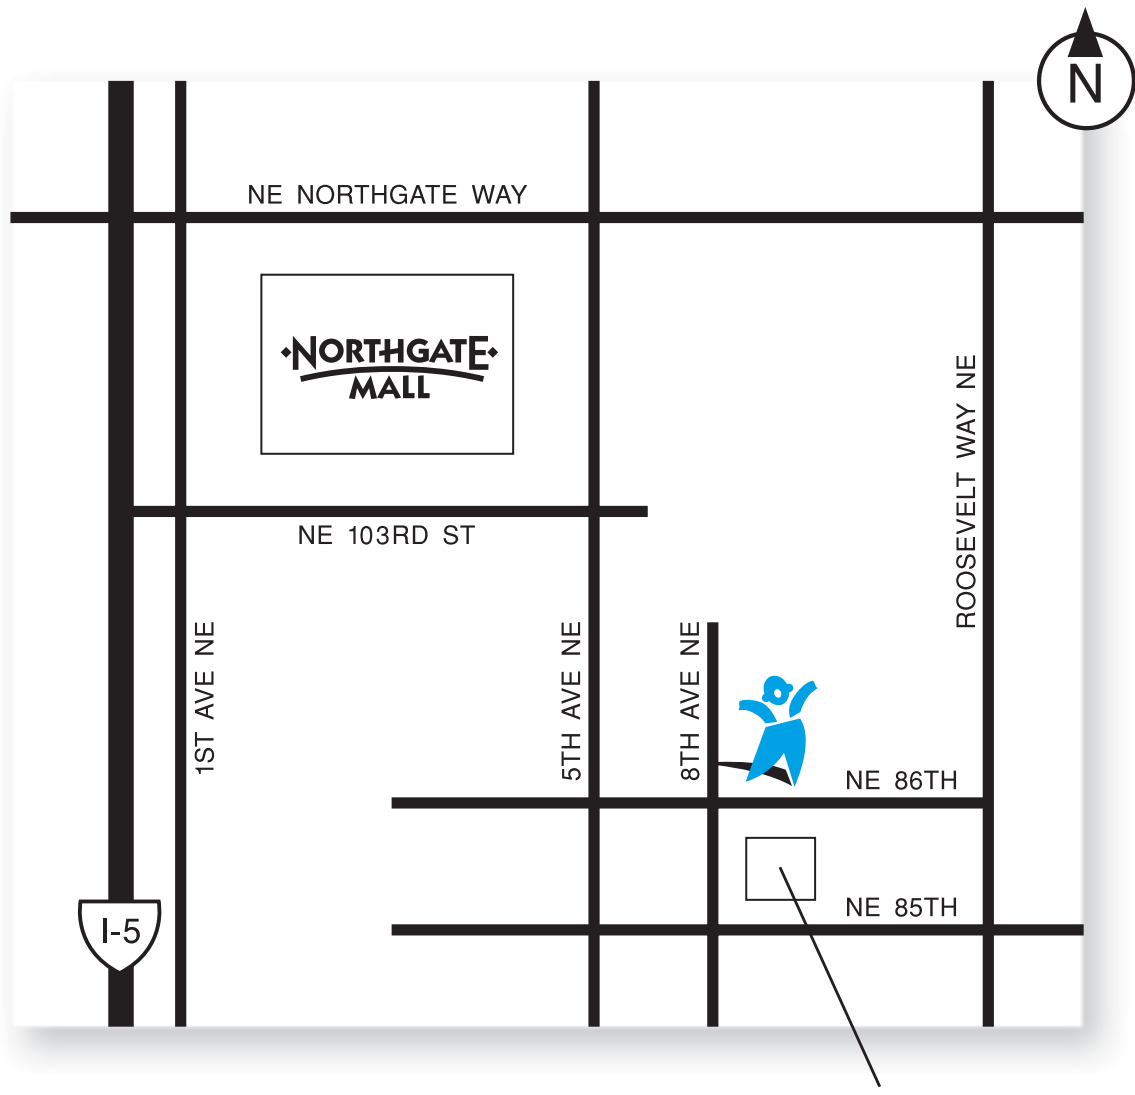 N
NE NORTHGATE WAY
NORTHGATE
MALL
ROOSEVELT WAY NE
NE 103RD ST
1ST AVE NE
5TH AVE NE
8TH AVE NE
NE 86TH
NE 85TH
I-5